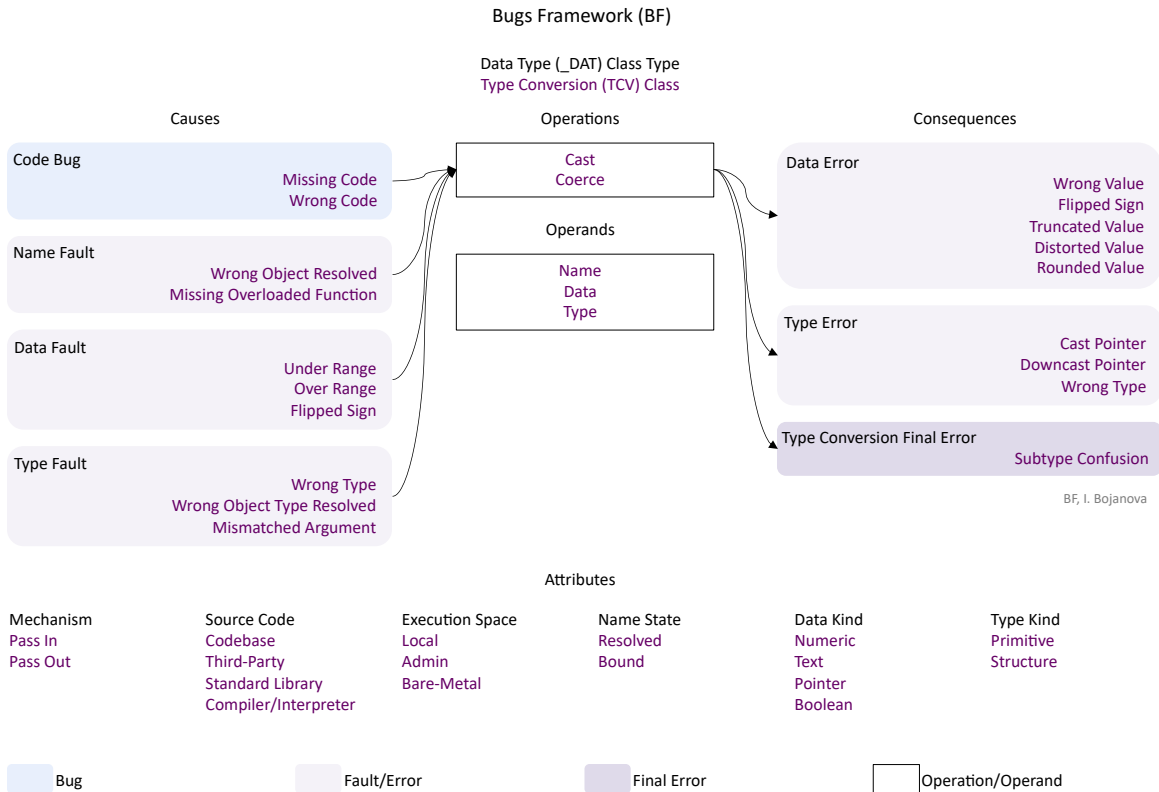 Bugs Framework (BF)
Data Type (_DAT) Class Type
Type Conversion (TCV) Class
Causes
Operations
Consequences
Code Bug
Missing Code
Wrong Code
Name Fault
Wrong Object Resolved
Missing Overloaded Function
Data Fault
Under Range
Over Range
Flipped Sign
Type Fault
Wrong Type
Wrong Object Type Resolved
Mismatched Argument
Cast
Coerce
Operands
Name
Data
Type
Data Error
Wrong Value
Flipped Sign
Truncated Value
Distorted Value
Rounded Value
Type Error
Cast Pointer
Downcast Pointer
Wrong Type
Type Conversion Final Error
Subtype Confusion
BF, I. Bojanova
Attributes
Mechanism
Pass In
Pass Out
Source Code
Codebase
Third-Party
Standard Library
Compiler/Interpreter
Execution Space
Local
Admin
Bare-Metal
Name State
Resolved
Bound
Data Kind
Numeric
Text
Pointer
Boolean
Type Kind
Primitive
Structure
Bug
Fault/Error
Final Error
Operation/Operand